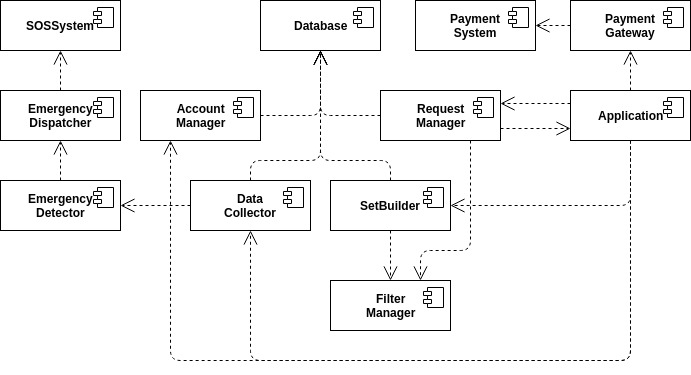 SOSSystem
Database
Payment
System
Payment
Gateway
Emergency
Dispatcher
Account
Manager
Request
Manager
Application
Emergency
Detector
Data
Collector
SetBuilder
Filter
Manager